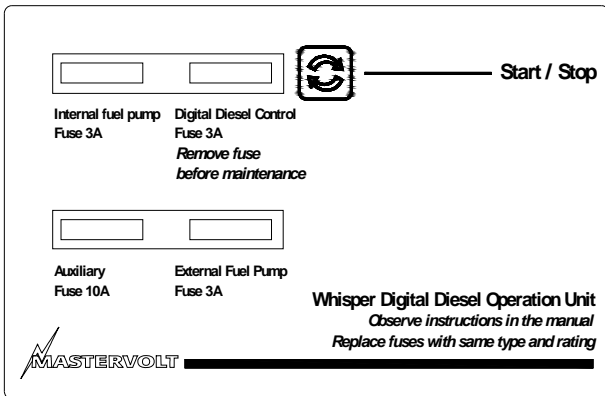 Start / Stop
Internal fuel pump
Fuse 3A
Digital Diesel Control
Fuse 3A
Remove fuse
before maintenance
Auxiliary
Fuse 10A
External Fuel Pump
Fuse 3A
Whisper Digital Diesel Operation Unit
Observe instructions in the manual
Replace fuses with same type and rating
MASTERVOLT